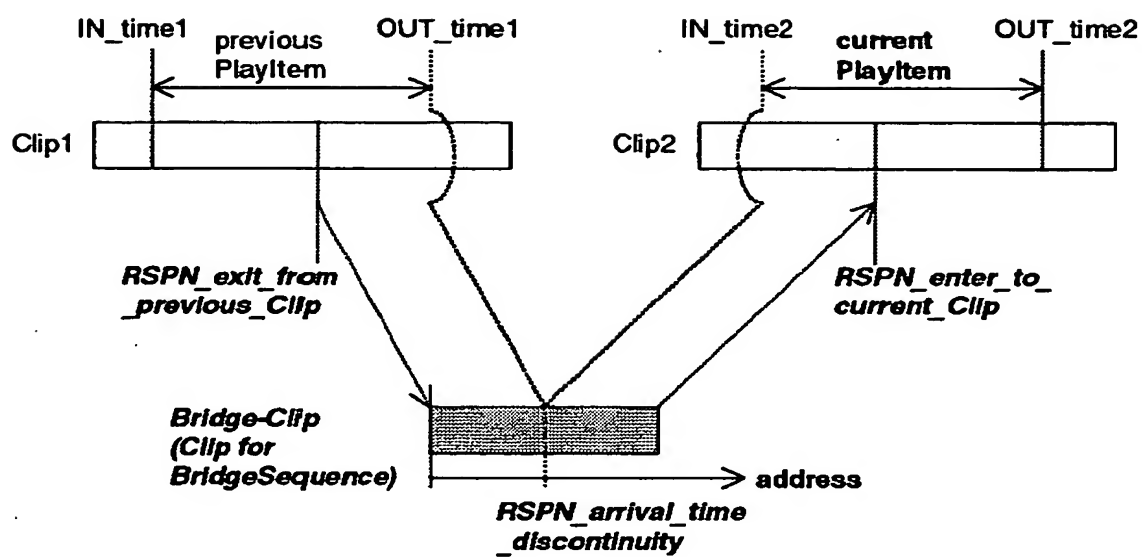 IN_time1
previous
PlayItem
OUT_time1
IN_time2
current
PlayItem
OUT_time2
Clip1
Clip2
RSPN_exit_from
_previous_Clip
RSPN_enter_to_
current_Clip
Bridge-Clip
(Clip for
BridgeSequence)
address
RSPN_arrival_time
_discontinuity